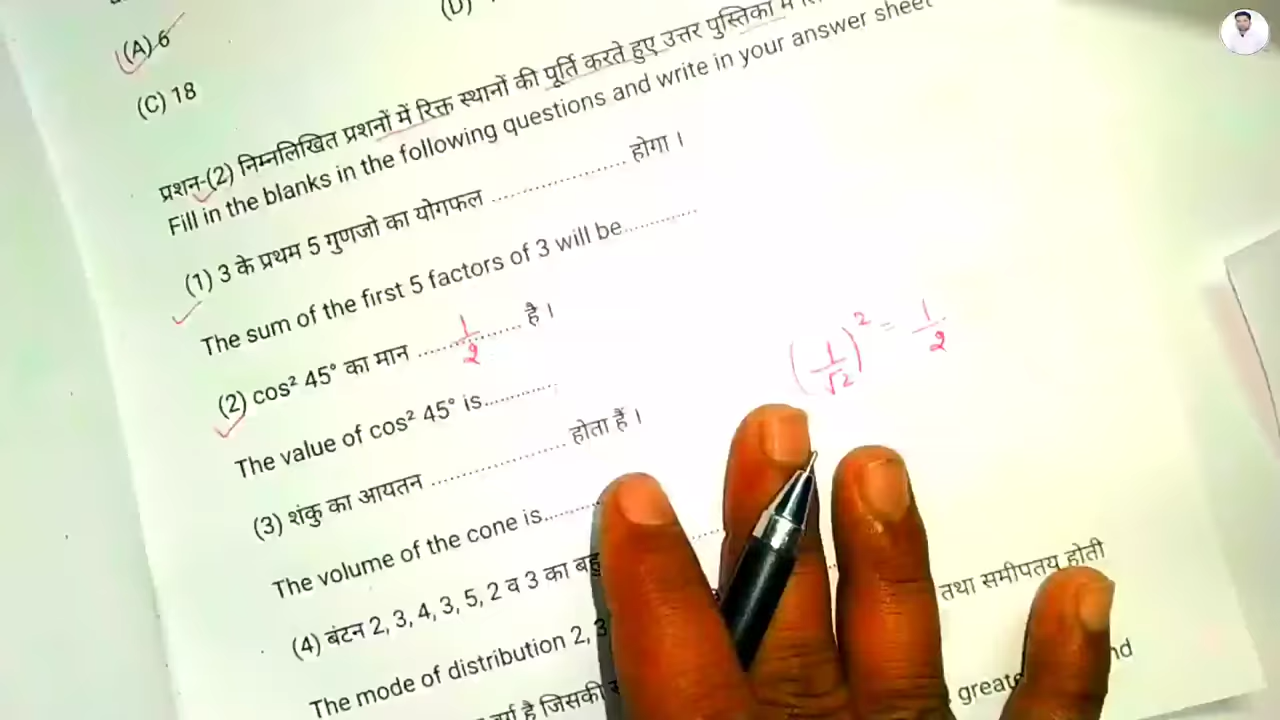 (A) 6
(D)
(C) 18
प्रशन-(2) निम्नलिखित प्रशनों में रिक्त स्थानों की पूर्ति करते हुए उत्तर पुस्तिका में
Fill in the blanks in the following questions and write in your answer sheet
(1) 3 के प्रथम 5 गुणजो का योगफल ...................... होगा ।
The sum of the first 5 factors of 3 will be............
(2) cos² 45° का मान ...... 1/2 ...... है ।
(1/√2)² = 1/2
The value of cos² 45° is............
(3) शंकु का आयतन ...................... होता हैं ।
The volume of the cone is.........
(4) बंटन 2, 3, 4, 3, 5, 2 व 3 का
The mode of distribution 2, 3
तथा समीपतय होती
वर्ग है जिसकी